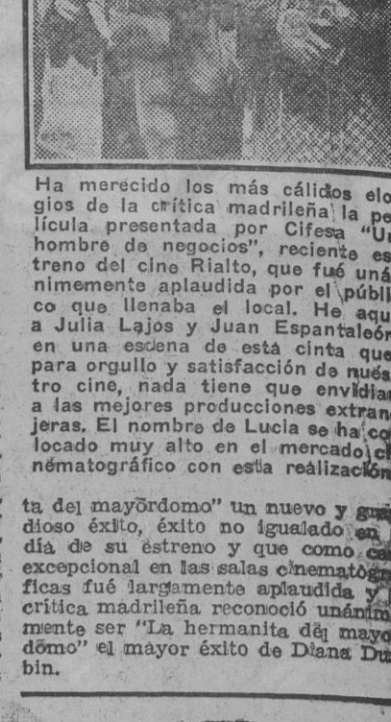 Ha merecido los más cálidos elo
gios de la crítica madrileña la pe
lícula presentada por Cifesa "Un
hombre de negocios", reciente es
treno del cine Rialto, que fué uná
nimemente aplaudida por el públi
co que llenaba el local. He aqu
a Julia Lajos y Juan Espantaleón
en una escena de está cinta que
para orgullo y satisfacción de nues
tro cine, nada tiene que envidiar
a las mejores producciones extran
jeras. El nombre de Lucia se ha co
locado muy alto en el mercado ci
nematográfico con esta realización
ta del mayordomo" un nuevo y
dioso éxito, éxito no igualado en
día de su estreno y que como
excepcional en las salas cinematógr
ficas fué largamente aplaudida y
crítica madrileña reconoció unánim
mente ser "La hermanita del mayo
domo" el mayor éxito de Diana Du
bin.